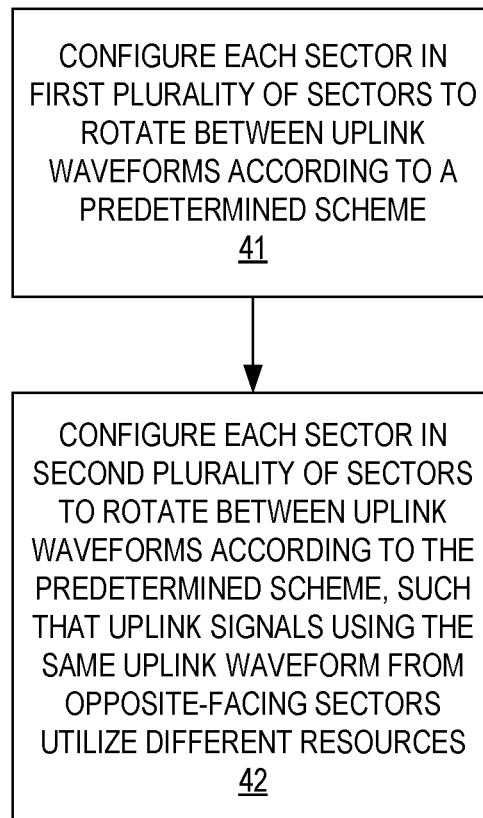 CONFIGURE EACH SECTOR IN
FIRST PLURALITY OF SECTORS TO
ROTATE BETWEEN UPLINK
WAVEFORMS ACCORDING TO A
PREDETERMINED SCHEME
41
CONFIGURE EACH SECTOR IN
SECOND PLURALITY OF SECTORS
TO ROTATE BETWEEN UPLINK
WAVEFORMS ACCORDING TO THE
PREDETERMINED SCHEME, SUCH
THAT UPLINK SIGNALS USING THE
SAME UPLINK WAVEFORM FROM
OPPOSITE-FACING SECTORS
UTILIZE DIFFERENT RESOURCES
42